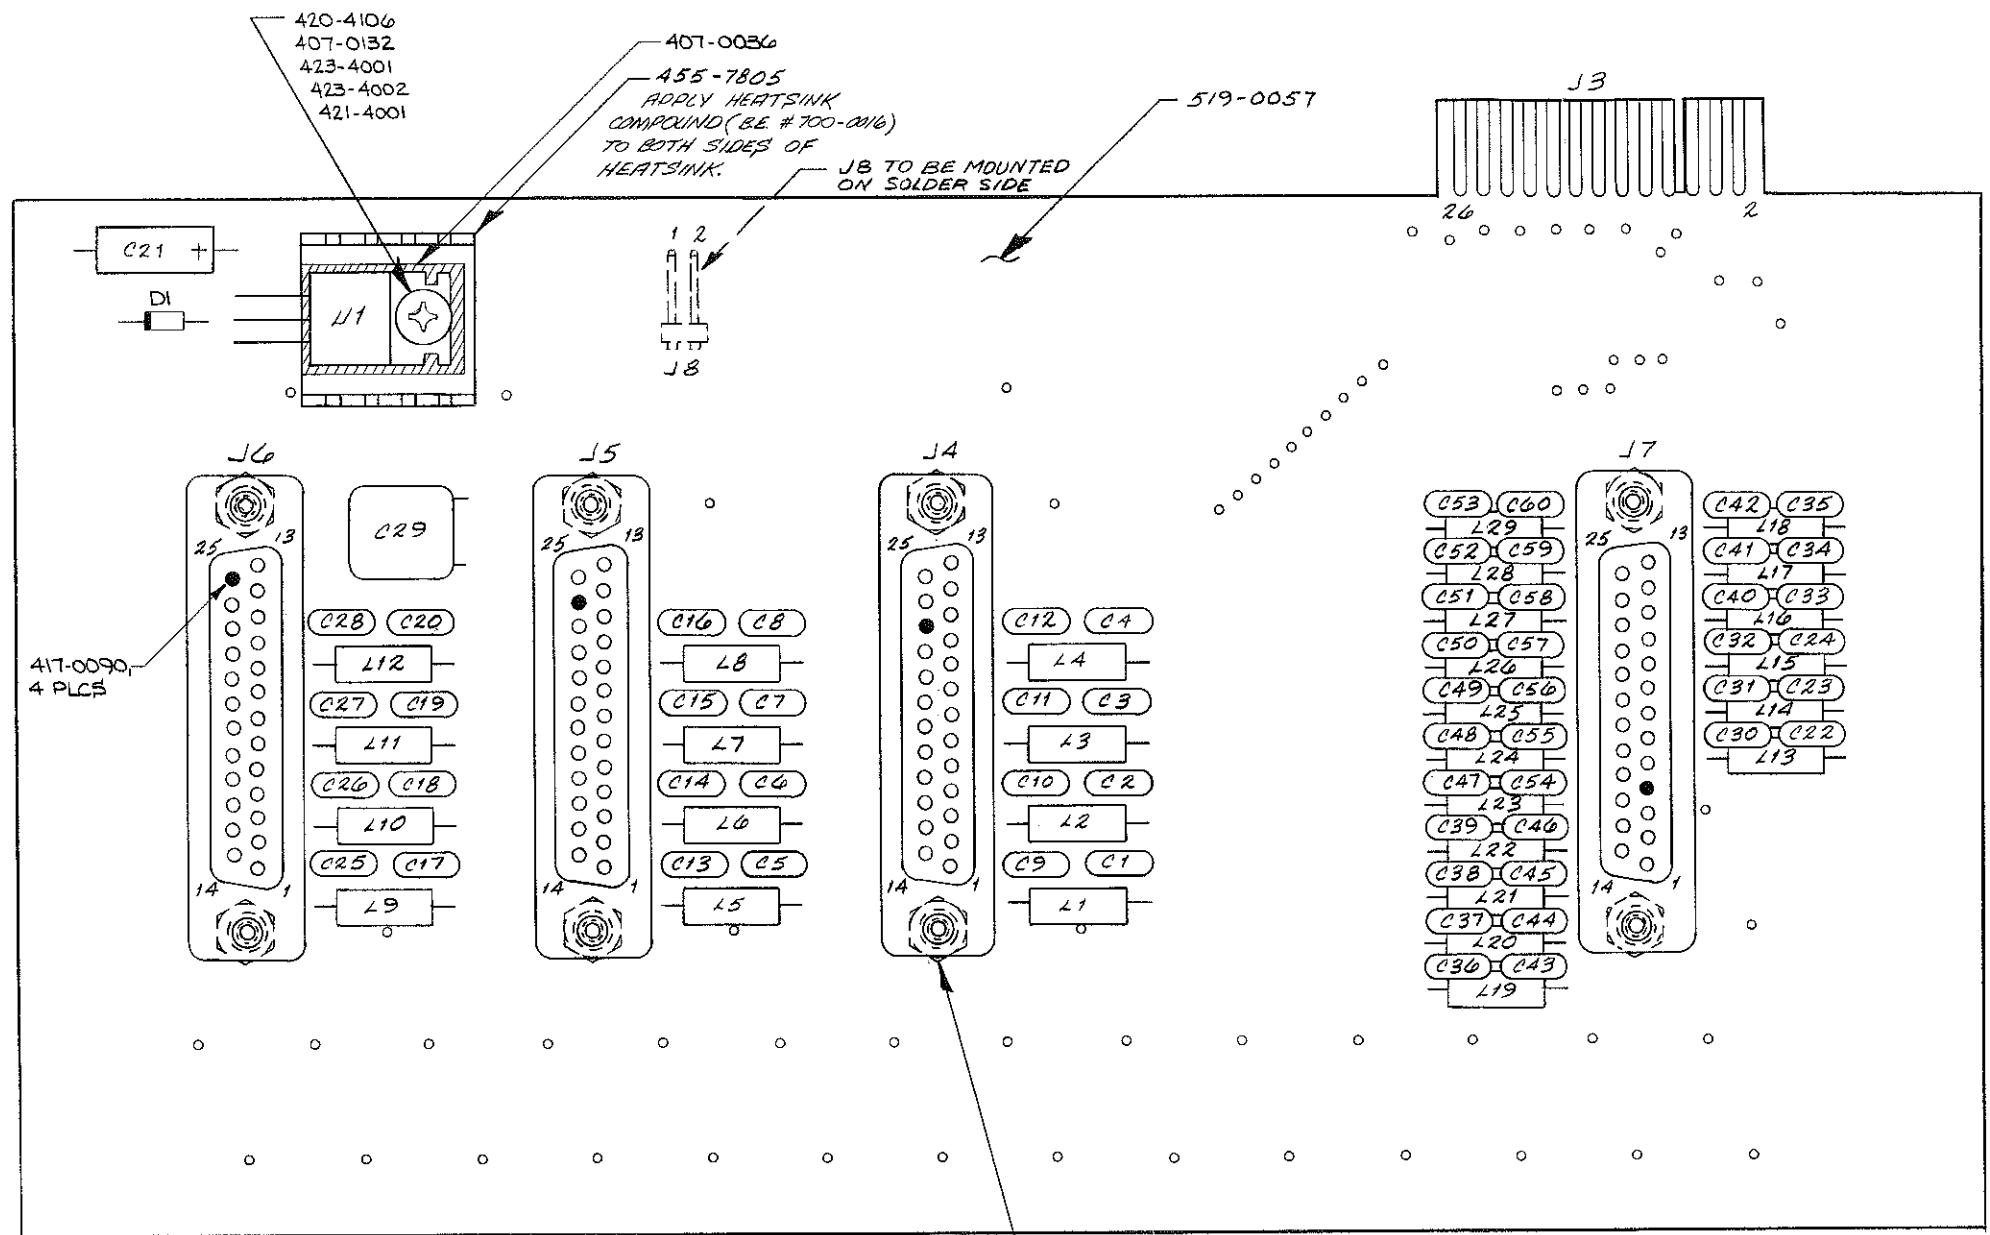 420-4106
407-0132
423-4001
423-4002
421-4001
407-0036
455-7805
APPLY HEATSINK
COMPOUND (B.E. #700-0016)
TO BOTH SIDES OF
HEATSINK.
J8 TO BE MOUNTED
ON SOLDER SIDE
519-0057
J3
26 2
C21 +
D1
U1
1 2
J8
J6
J5
J4
J7
25 13
C29
25 13
25 13
25 13
417-0090,
4 PLCS
C28 C20
L12
C27 C19
L11
C26 C18
L10
C25 C17
L9
14 1
C16 C8
L8
C15 C7
L7
C14 C6
L6
C13 C5
L5
14 1
C12 C4
L4
C11 C3
L3
C10 C2
L2
C9 C1
L1
14 1
C53 C60
L29
C52 C59
L28
C51 C58
L27
C50 C57
L26
C49 C56
L25
C48 C55
L24
C47 C54
L23
C39 C46
L22
C38 C45
L21
C37 C44
L20
C36 C43
L19
14 1
C42 C35
L18
C41 C34
L17
C40 C33
L16
C32 C24
L15
C31 C23
L14
C30 C22
L13